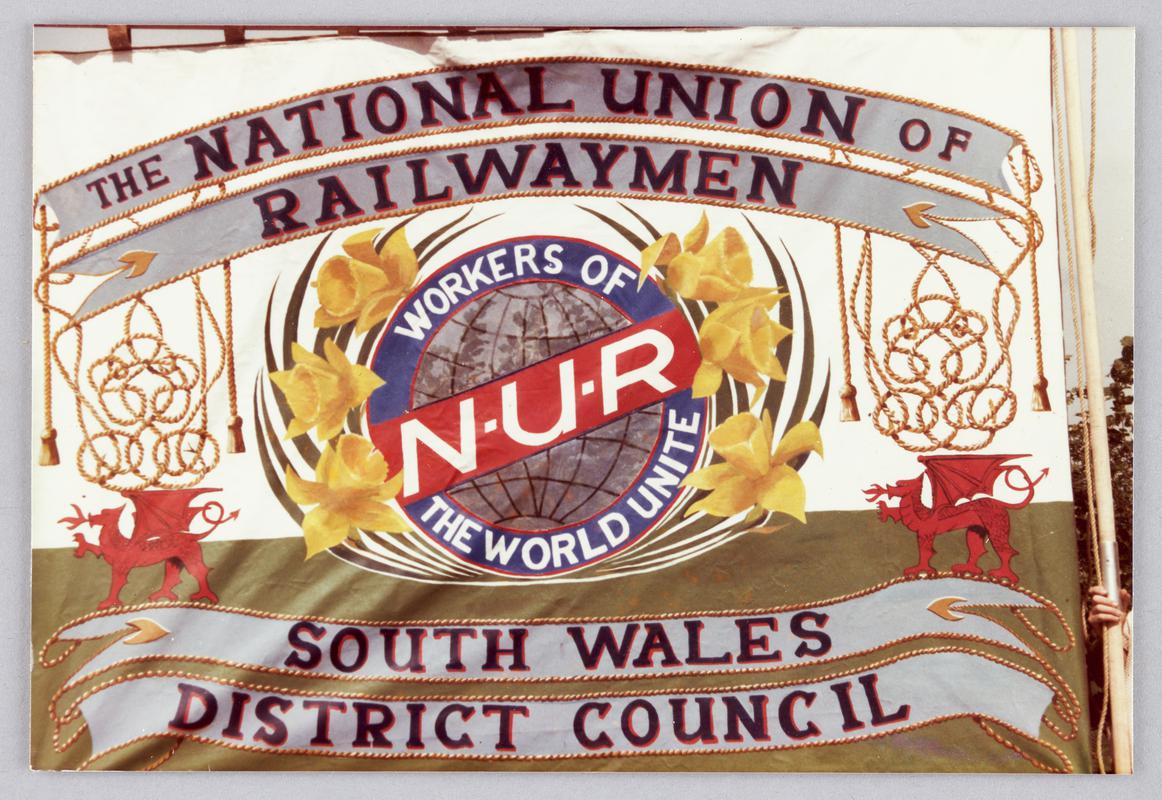 THE NATIONAL UNION OF
RAILWAYMEN
WORKERS OF
N·U·R
THE WORLD UNITE
SOUTH WALES
DISTRICT COUNCIL